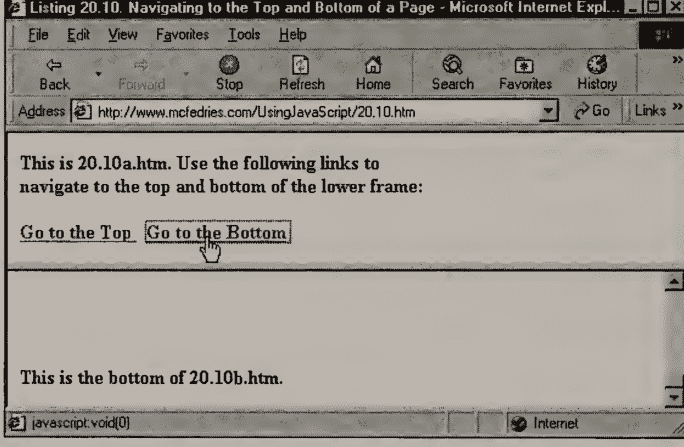 Listing 20.10. Navigating to the Top and Bottom of a Page - Microsoft Internet Expl...
File Edit View Favorites Tools Help
Back Forward Stop Refresh Home Search Favorites History »
Address http://www.mcfedries.com/UsingJavaScript/20.10.htm Go Links »
This is 20.10a.htm. Use the following links to
navigate to the top and bottom of the lower frame:
Go to the Top Go to the Bottom
This is the bottom of 20.10b.htm.
javascript:void(0) Internet